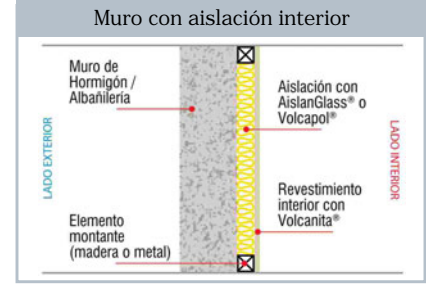 Muro con aislación interior
Muro de
Hormigón /
Albañilería
Aislación con
AislanGlass® o
Volcapol®
LADO EXTERIOR
LADO INTERIOR
Revestimiento
interior con
Volcanita®
Elemento
montante
(madera o metal)